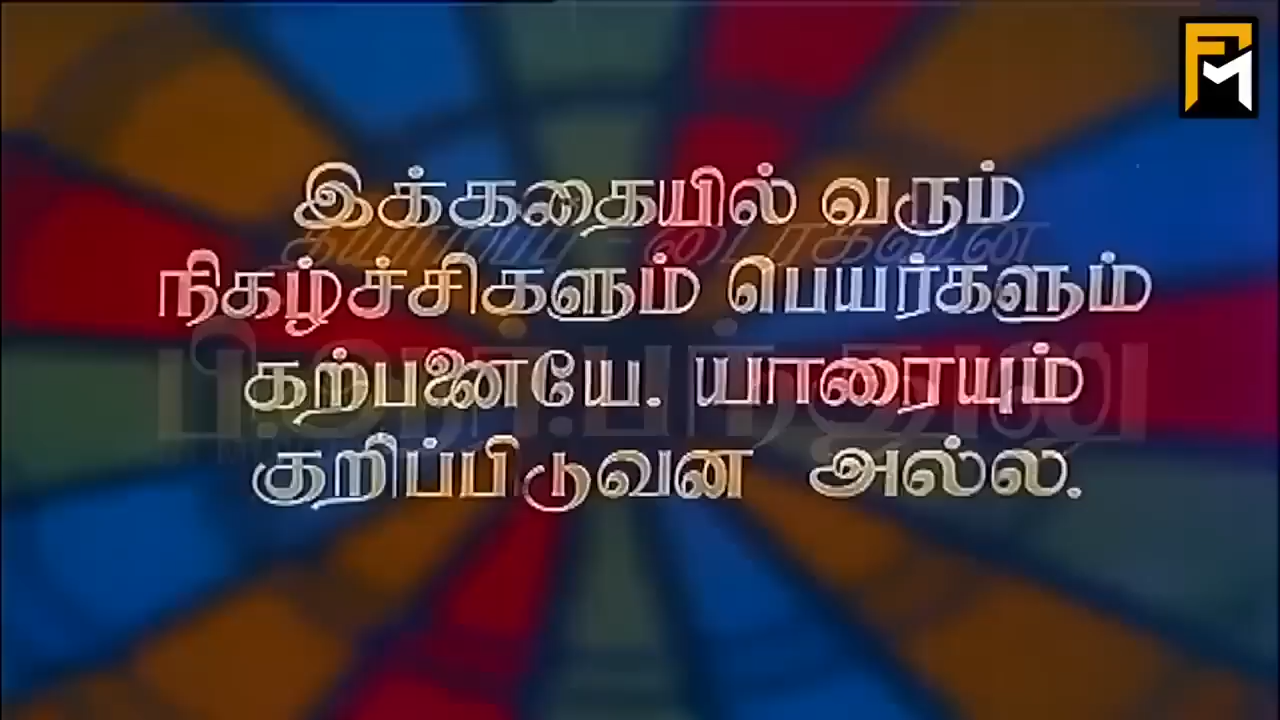 இக்கதையில் வரும்
நிகழ்ச்சிகளும் பெயர்களும்
கற்பனையே. யாரையும்
குறிப்பிடுவன அல்ல.